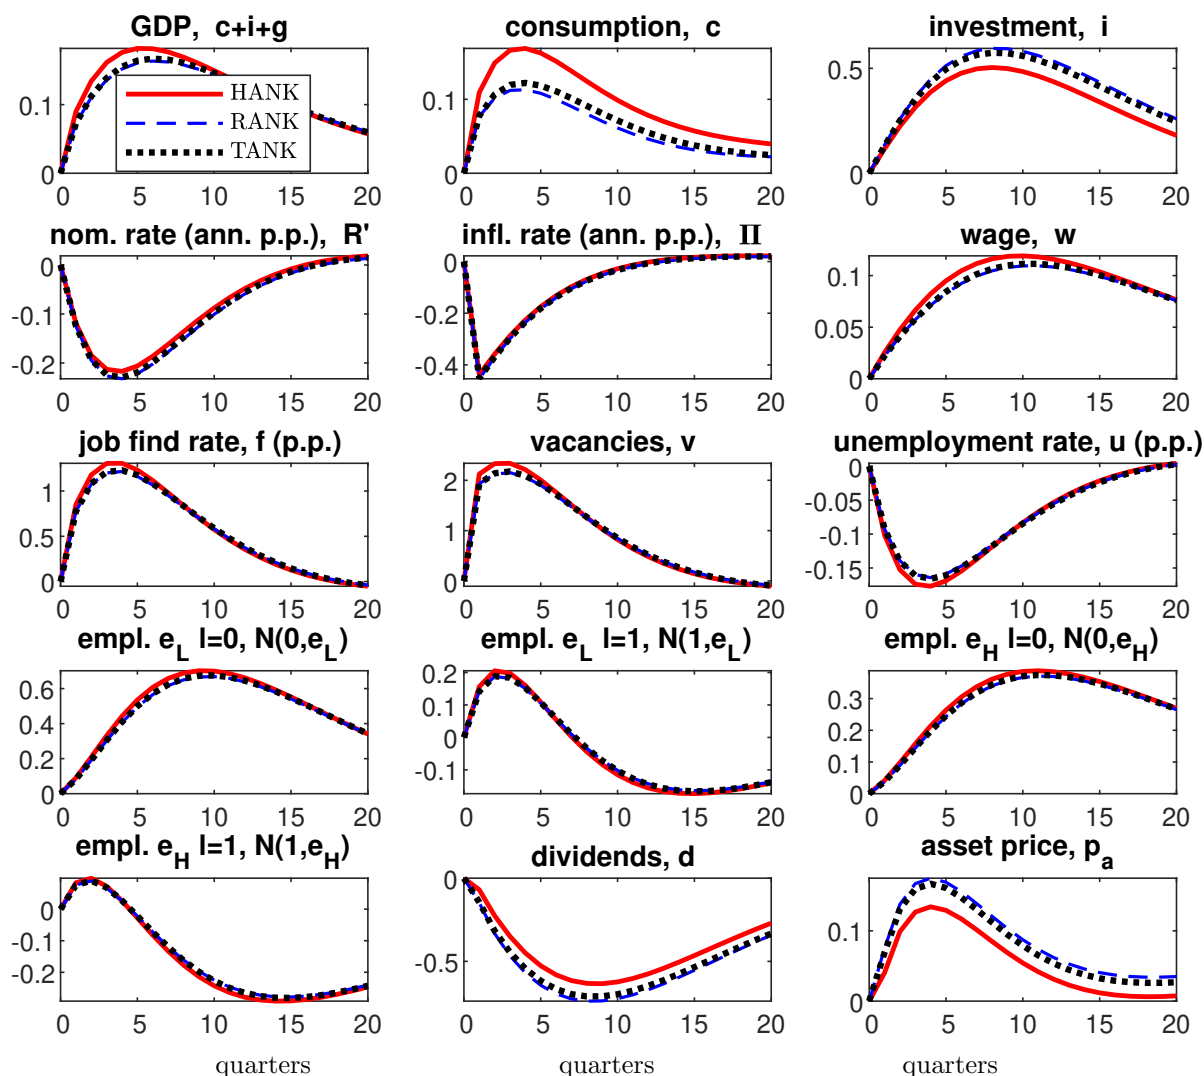 GDP, c+i+g
consumption, c
investment, i
0.1
0
0 5 10 15 20
HANK
RANK
TANK
0.1
0
0 5 10 15 20
0.5
0
0 5 10 15 20
nom. rate (ann. p.p.), R'
infl. rate (ann. p.p.), Π
wage, w
0
-0.1
-0.2
0 5 10 15 20
0
-0.2
-0.4
0 5 10 15 20
0.1
0.05
0
0 5 10 15 20
job find rate, f (p.p.)
vacancies, v
unemployment rate, u (p.p.)
1
0.5
0
0 5 10 15 20
2
1
0
0 5 10 15 20
0
-0.05
-0.1
-0.15
0 5 10 15 20
empl. e_L l=0, N(0,e_L)
empl. e_L l=1, N(1,e_L)
empl. e_H l=0, N(0,e_H)
0.6
0.4
0.2
0
0 5 10 15 20
0.2
0.1
0
-0.1
0 5 10 15 20
0.3
0.2
0.1
0
0 5 10 15 20
empl. e_H l=1, N(1,e_H)
dividends, d
asset price, p_a
0
-0.1
-0.2
0 5 10 15 20
0
-0.5
0 5 10 15 20
0.1
0
0 5 10 15 20
quarters
quarters
quarters